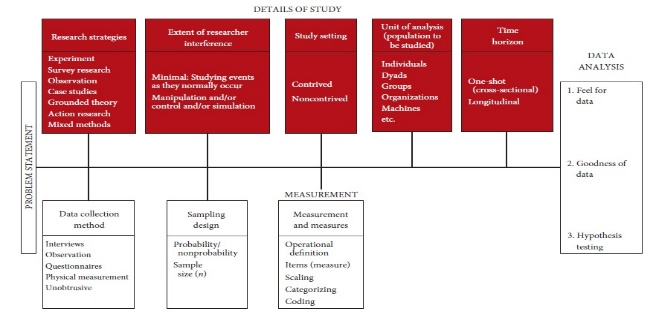 DETAILS OF STUDY
Research strategies
Experiment
Survey research
Observation
Case studies
Grounded theory
Action research
Mixed methods
Extent of researcher
interference
Minimal: Studying events
as they normally occur
Manipulation and/or
control and/or simulation
Study setting
Contrived
Noncontrived
Unit of analysis
(population to
be studied)
Individuals
Dyads
Groups
Organizations
Machines
etc.
Time
horizon
One-shot
(cross-sectional)
Longitudinal
DATA
ANALYSIS
1. Feel for
data
2. Goodness of
data
3. Hypothesis
testing
PROBLEM STATEMENT
MEASUREMENT
Data collection
method
Interviews
Observation
Questionnaires
Physical measurement
Unobtrusive
Sampling
design
Probability/
nonprobability
Sample
size (n)
Measurement
and measures
Operational
definition
Items (measure)
Scaling
Categorizing
Coding